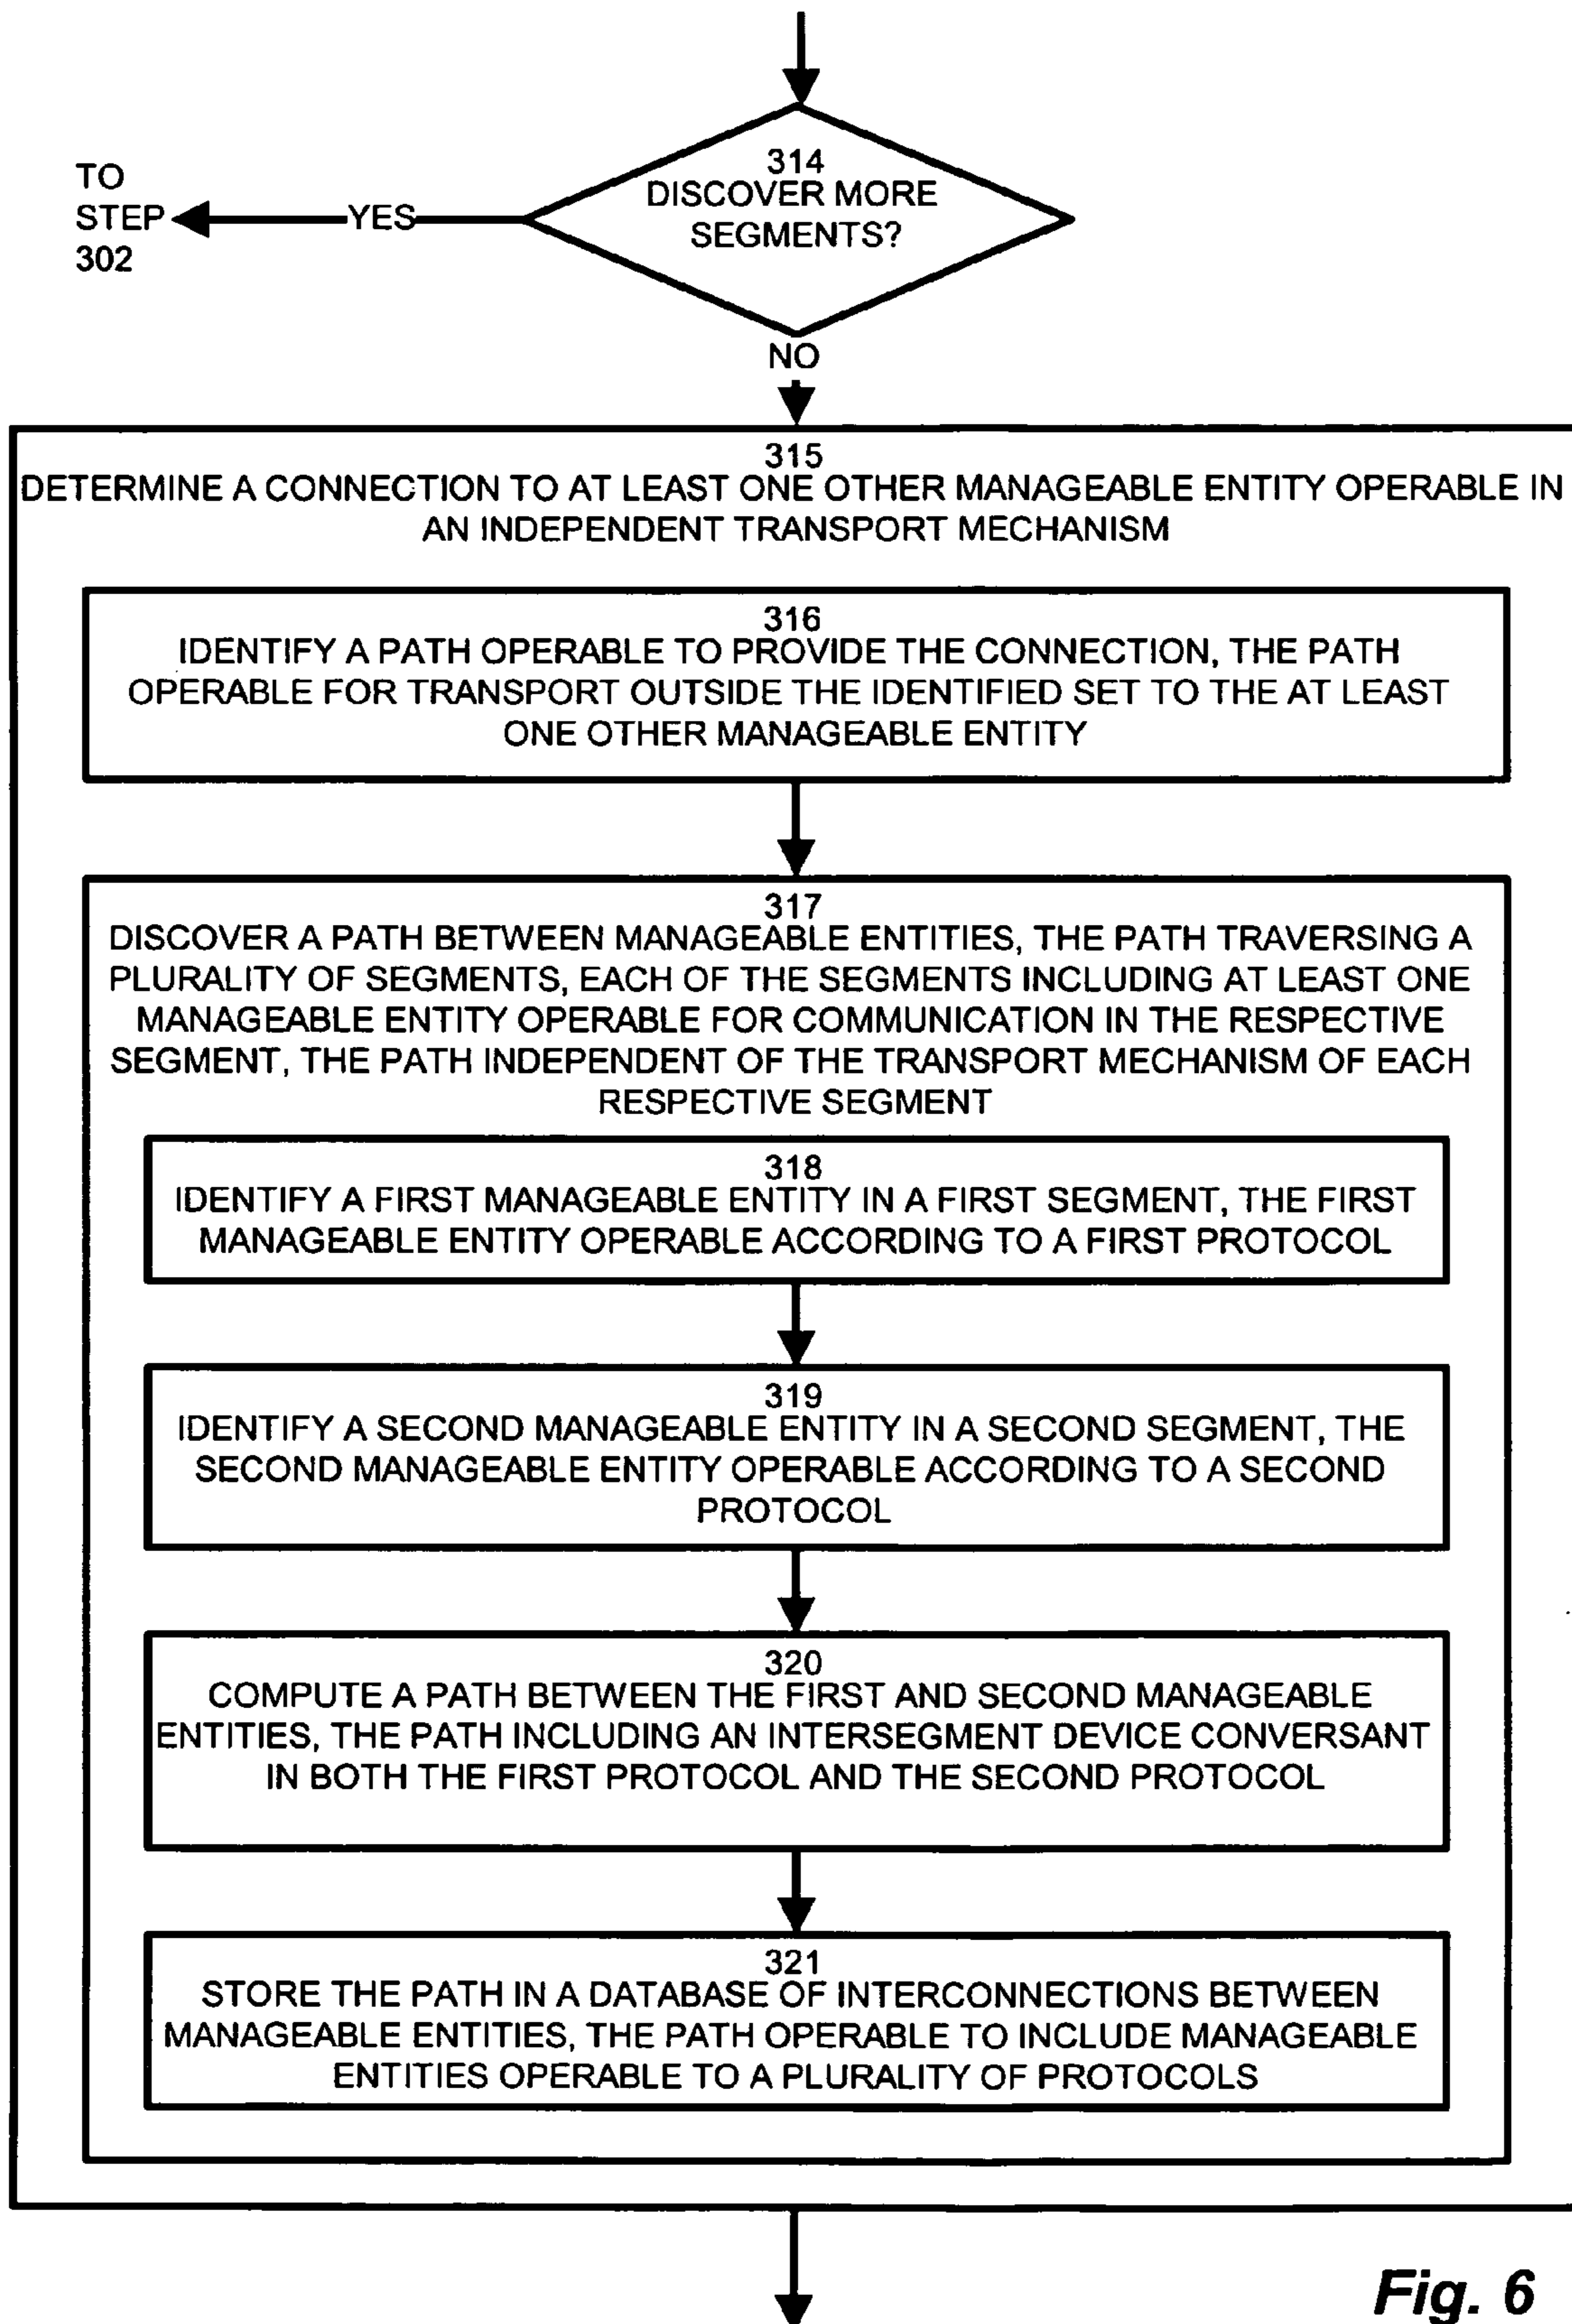 314
DISCOVER MORE
SEGMENTS?
TO
STEP
302
YES
NO
315
DETERMINE A CONNECTION TO AT LEAST ONE OTHER MANAGEABLE ENTITY OPERABLE IN
AN INDEPENDENT TRANSPORT MECHANISM
316
IDENTIFY A PATH OPERABLE TO PROVIDE THE CONNECTION, THE PATH
OPERABLE FOR TRANSPORT OUTSIDE THE IDENTIFIED SET TO THE AT LEAST
ONE OTHER MANAGEABLE ENTITY
317
DISCOVER A PATH BETWEEN MANAGEABLE ENTITIES, THE PATH TRAVERSING A
PLURALITY OF SEGMENTS, EACH OF THE SEGMENTS INCLUDING AT LEAST ONE
MANAGEABLE ENTITY OPERABLE FOR COMMUNICATION IN THE RESPECTIVE
SEGMENT, THE PATH INDEPENDENT OF THE TRANSPORT MECHANISM OF EACH
RESPECTIVE SEGMENT
318
IDENTIFY A FIRST MANAGEABLE ENTITY IN A FIRST SEGMENT, THE FIRST
MANAGEABLE ENTITY OPERABLE ACCORDING TO A FIRST PROTOCOL
319
IDENTIFY A SECOND MANAGEABLE ENTITY IN A SECOND SEGMENT, THE
SECOND MANAGEABLE ENTITY OPERABLE ACCORDING TO A SECOND
PROTOCOL
320
COMPUTE A PATH BETWEEN THE FIRST AND SECOND MANAGEABLE
ENTITIES, THE PATH INCLUDING AN INTERSEGMENT DEVICE CONVERSANT
IN BOTH THE FIRST PROTOCOL AND THE SECOND PROTOCOL
321
STORE THE PATH IN A DATABASE OF INTERCONNECTIONS BETWEEN
MANAGEABLE ENTITIES, THE PATH OPERABLE TO INCLUDE MANAGEABLE
ENTITIES OPERABLE TO A PLURALITY OF PROTOCOLS
Fig. 6